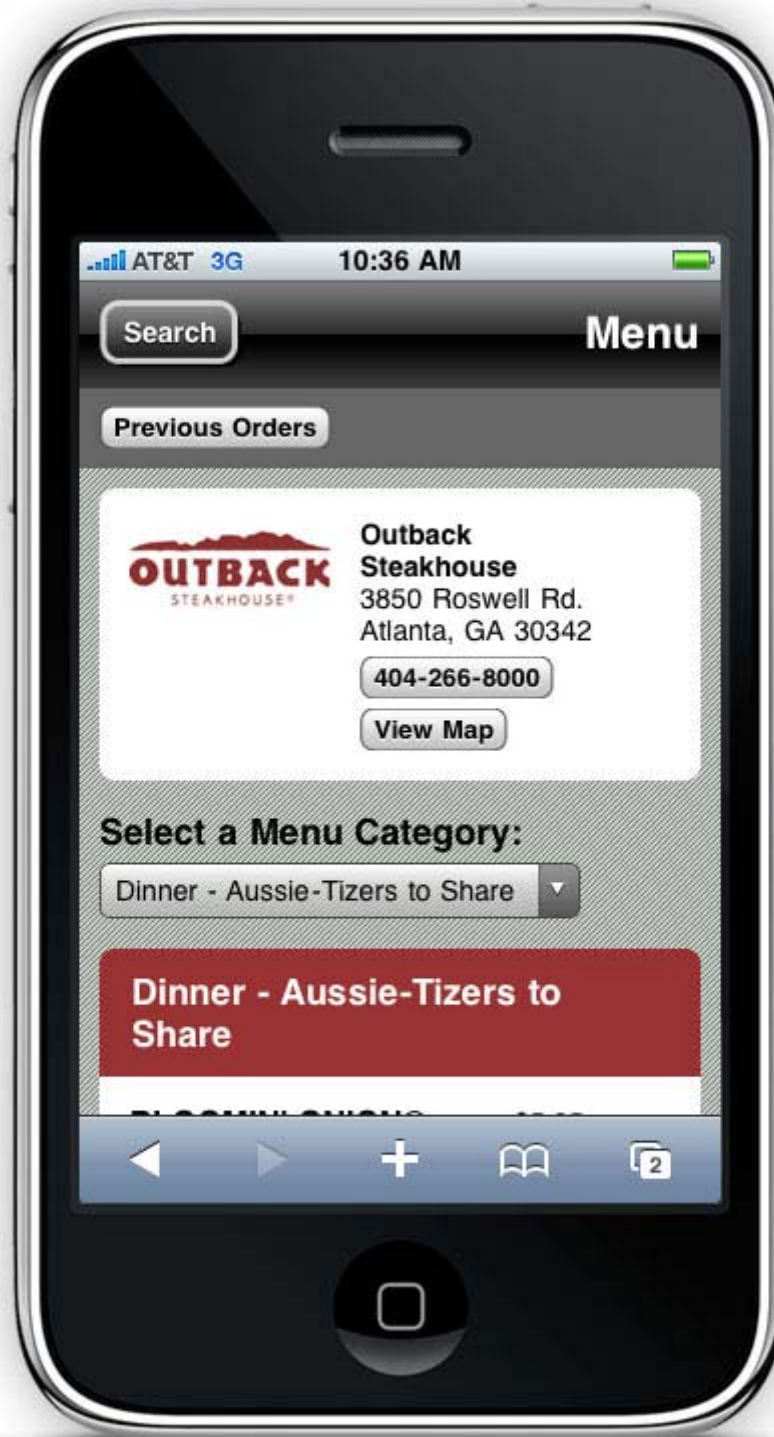 AT&T 3G 10:36 AM
Search Menu
Previous Orders
OUTBACK
STEAKHOUSE®
Outback
Steakhouse
3850 Roswell Rd.
Atlanta, GA 30342
404-266-8000
View Map
Select a Menu Category:
Dinner - Aussie-Tizers to Share
Dinner - Aussie-Tizers to
Share
2